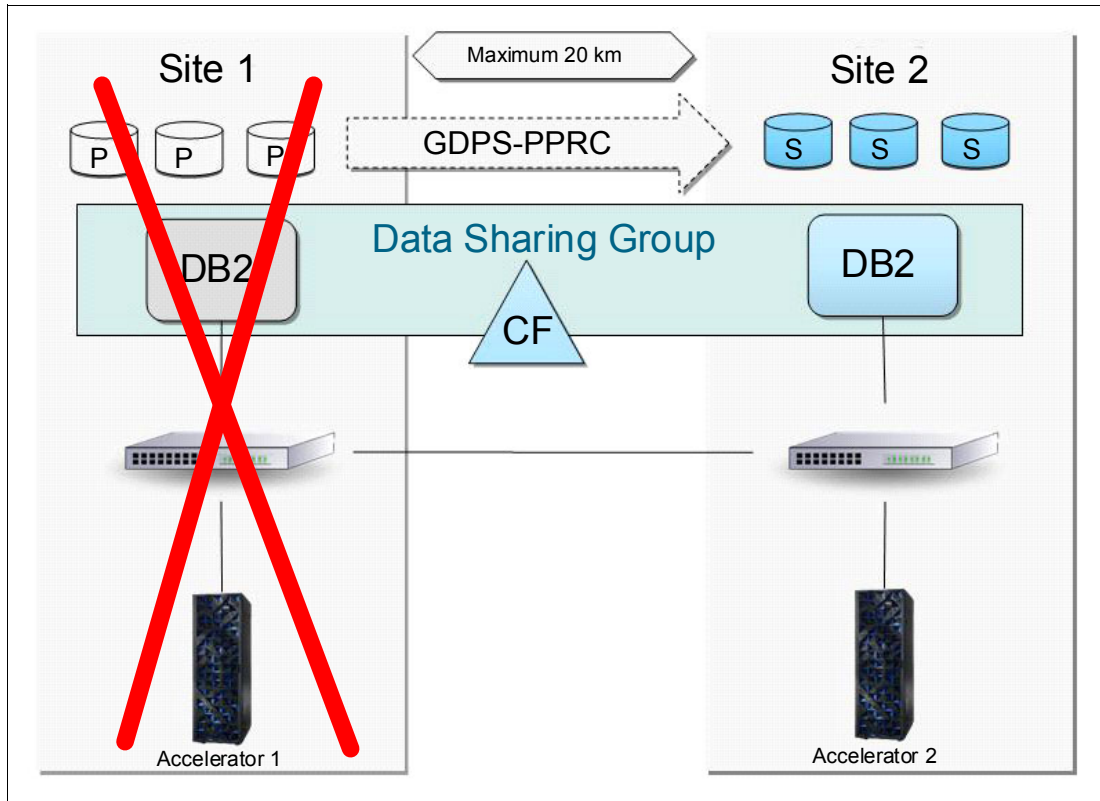 Site 1
Maximum 20 km
Site 2
P
P
P
GDPS-PPRC
S
S
S
Data Sharing Group
DB2
DB2
CF
Accelerator 1
Accelerator 2